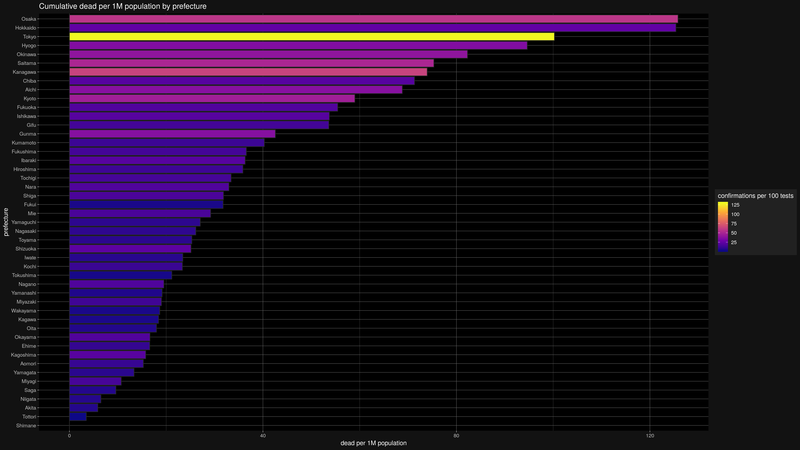 Cumulative dead per 1M population by prefecture
prefecture
Osaka
Hokkaido
Tokyo
Hyogo
Okinawa
Saitama
Kanagawa
Chiba
Aichi
Kyoto
Fukuoka
Ishikawa
Gifu
Gunma
Kumamoto
Fukushima
Ibaraki
Hiroshima
Tochigi
Nara
Shiga
Fukui
Mie
Yamaguchi
Nagasaki
Toyama
Shizuoka
Iwate
Kochi
Tokushima
Nagano
Yamanashi
Miyazaki
Wakayama
Kagawa
Oita
Okayama
Ehime
Kagoshima
Aomori
Yamagata
Miyagi
Saga
Niigata
Akita
Tottori
Shimane
0 40 80 120
dead per 1M population
confirmations per 100 tests
125
100
75
50
25